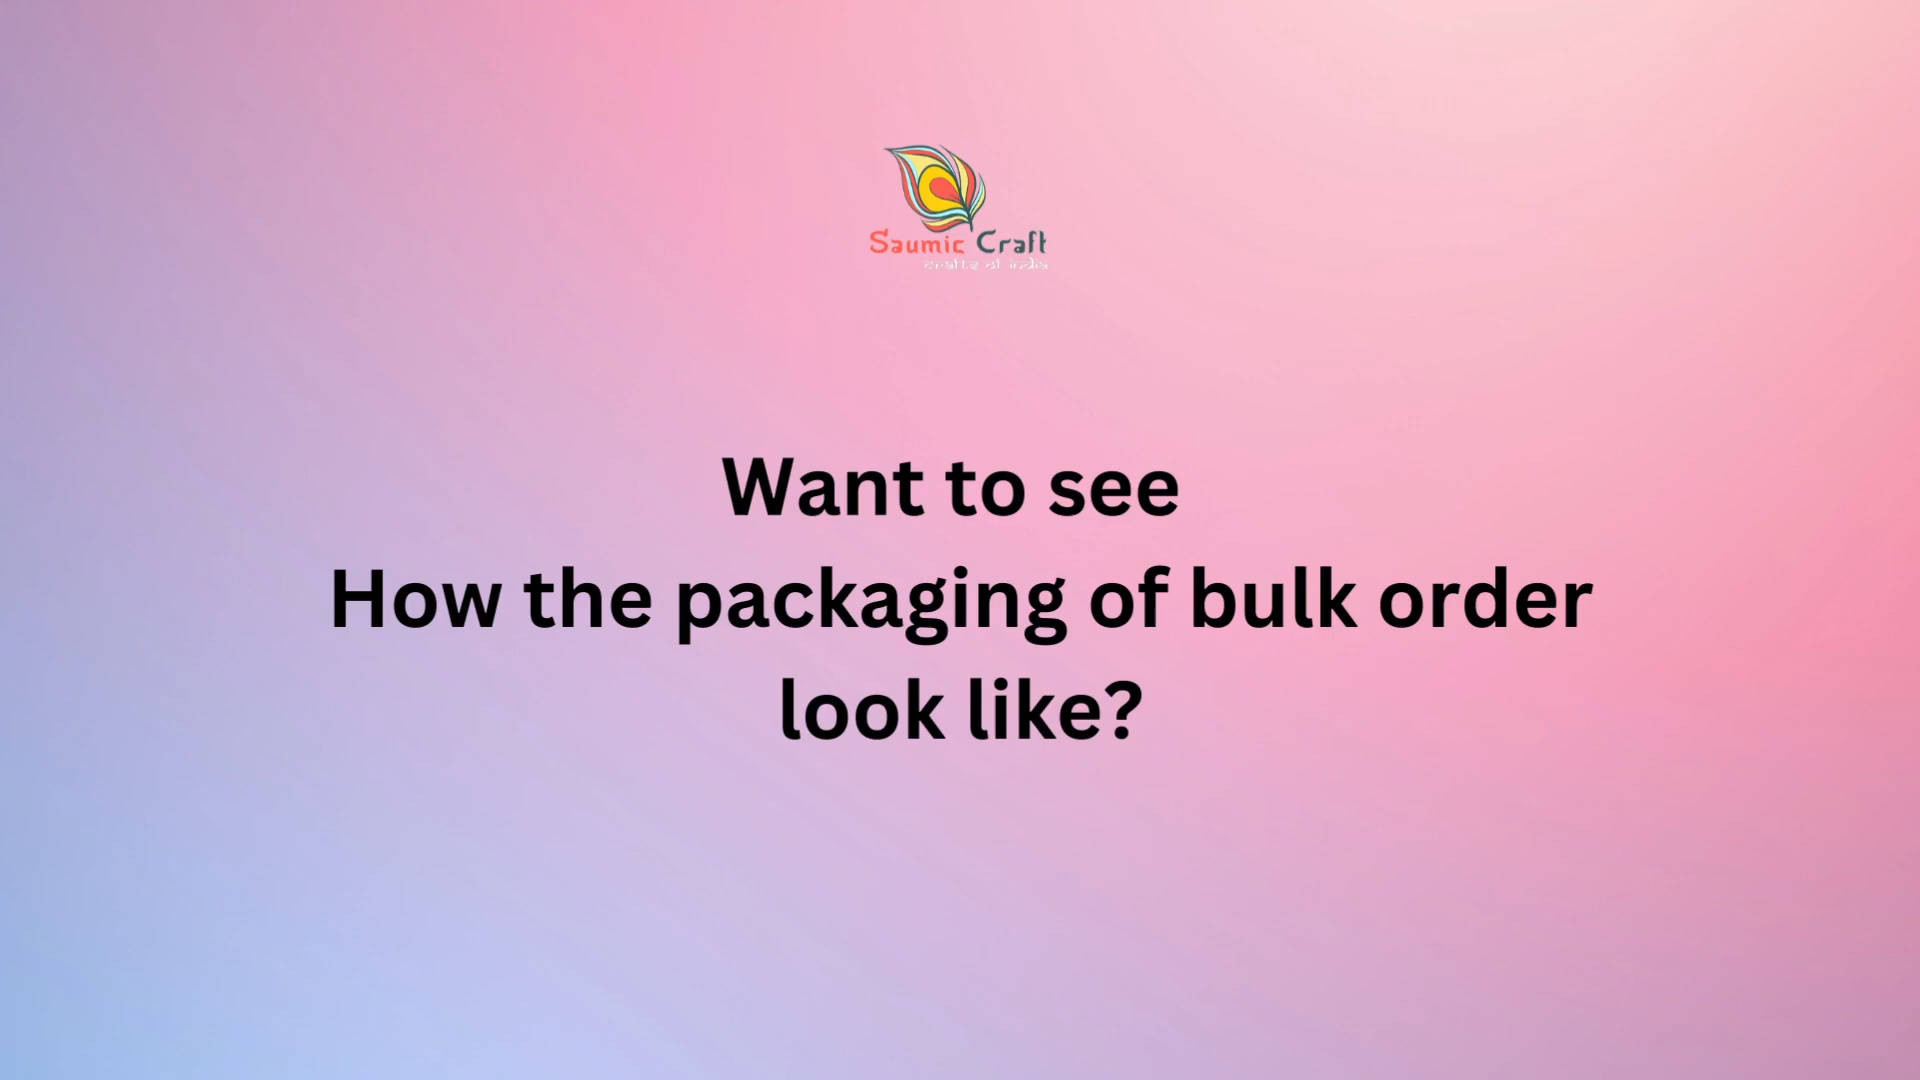 Saumic Craft
crafts of india
Want to see
How the packaging of bulk order
look like?